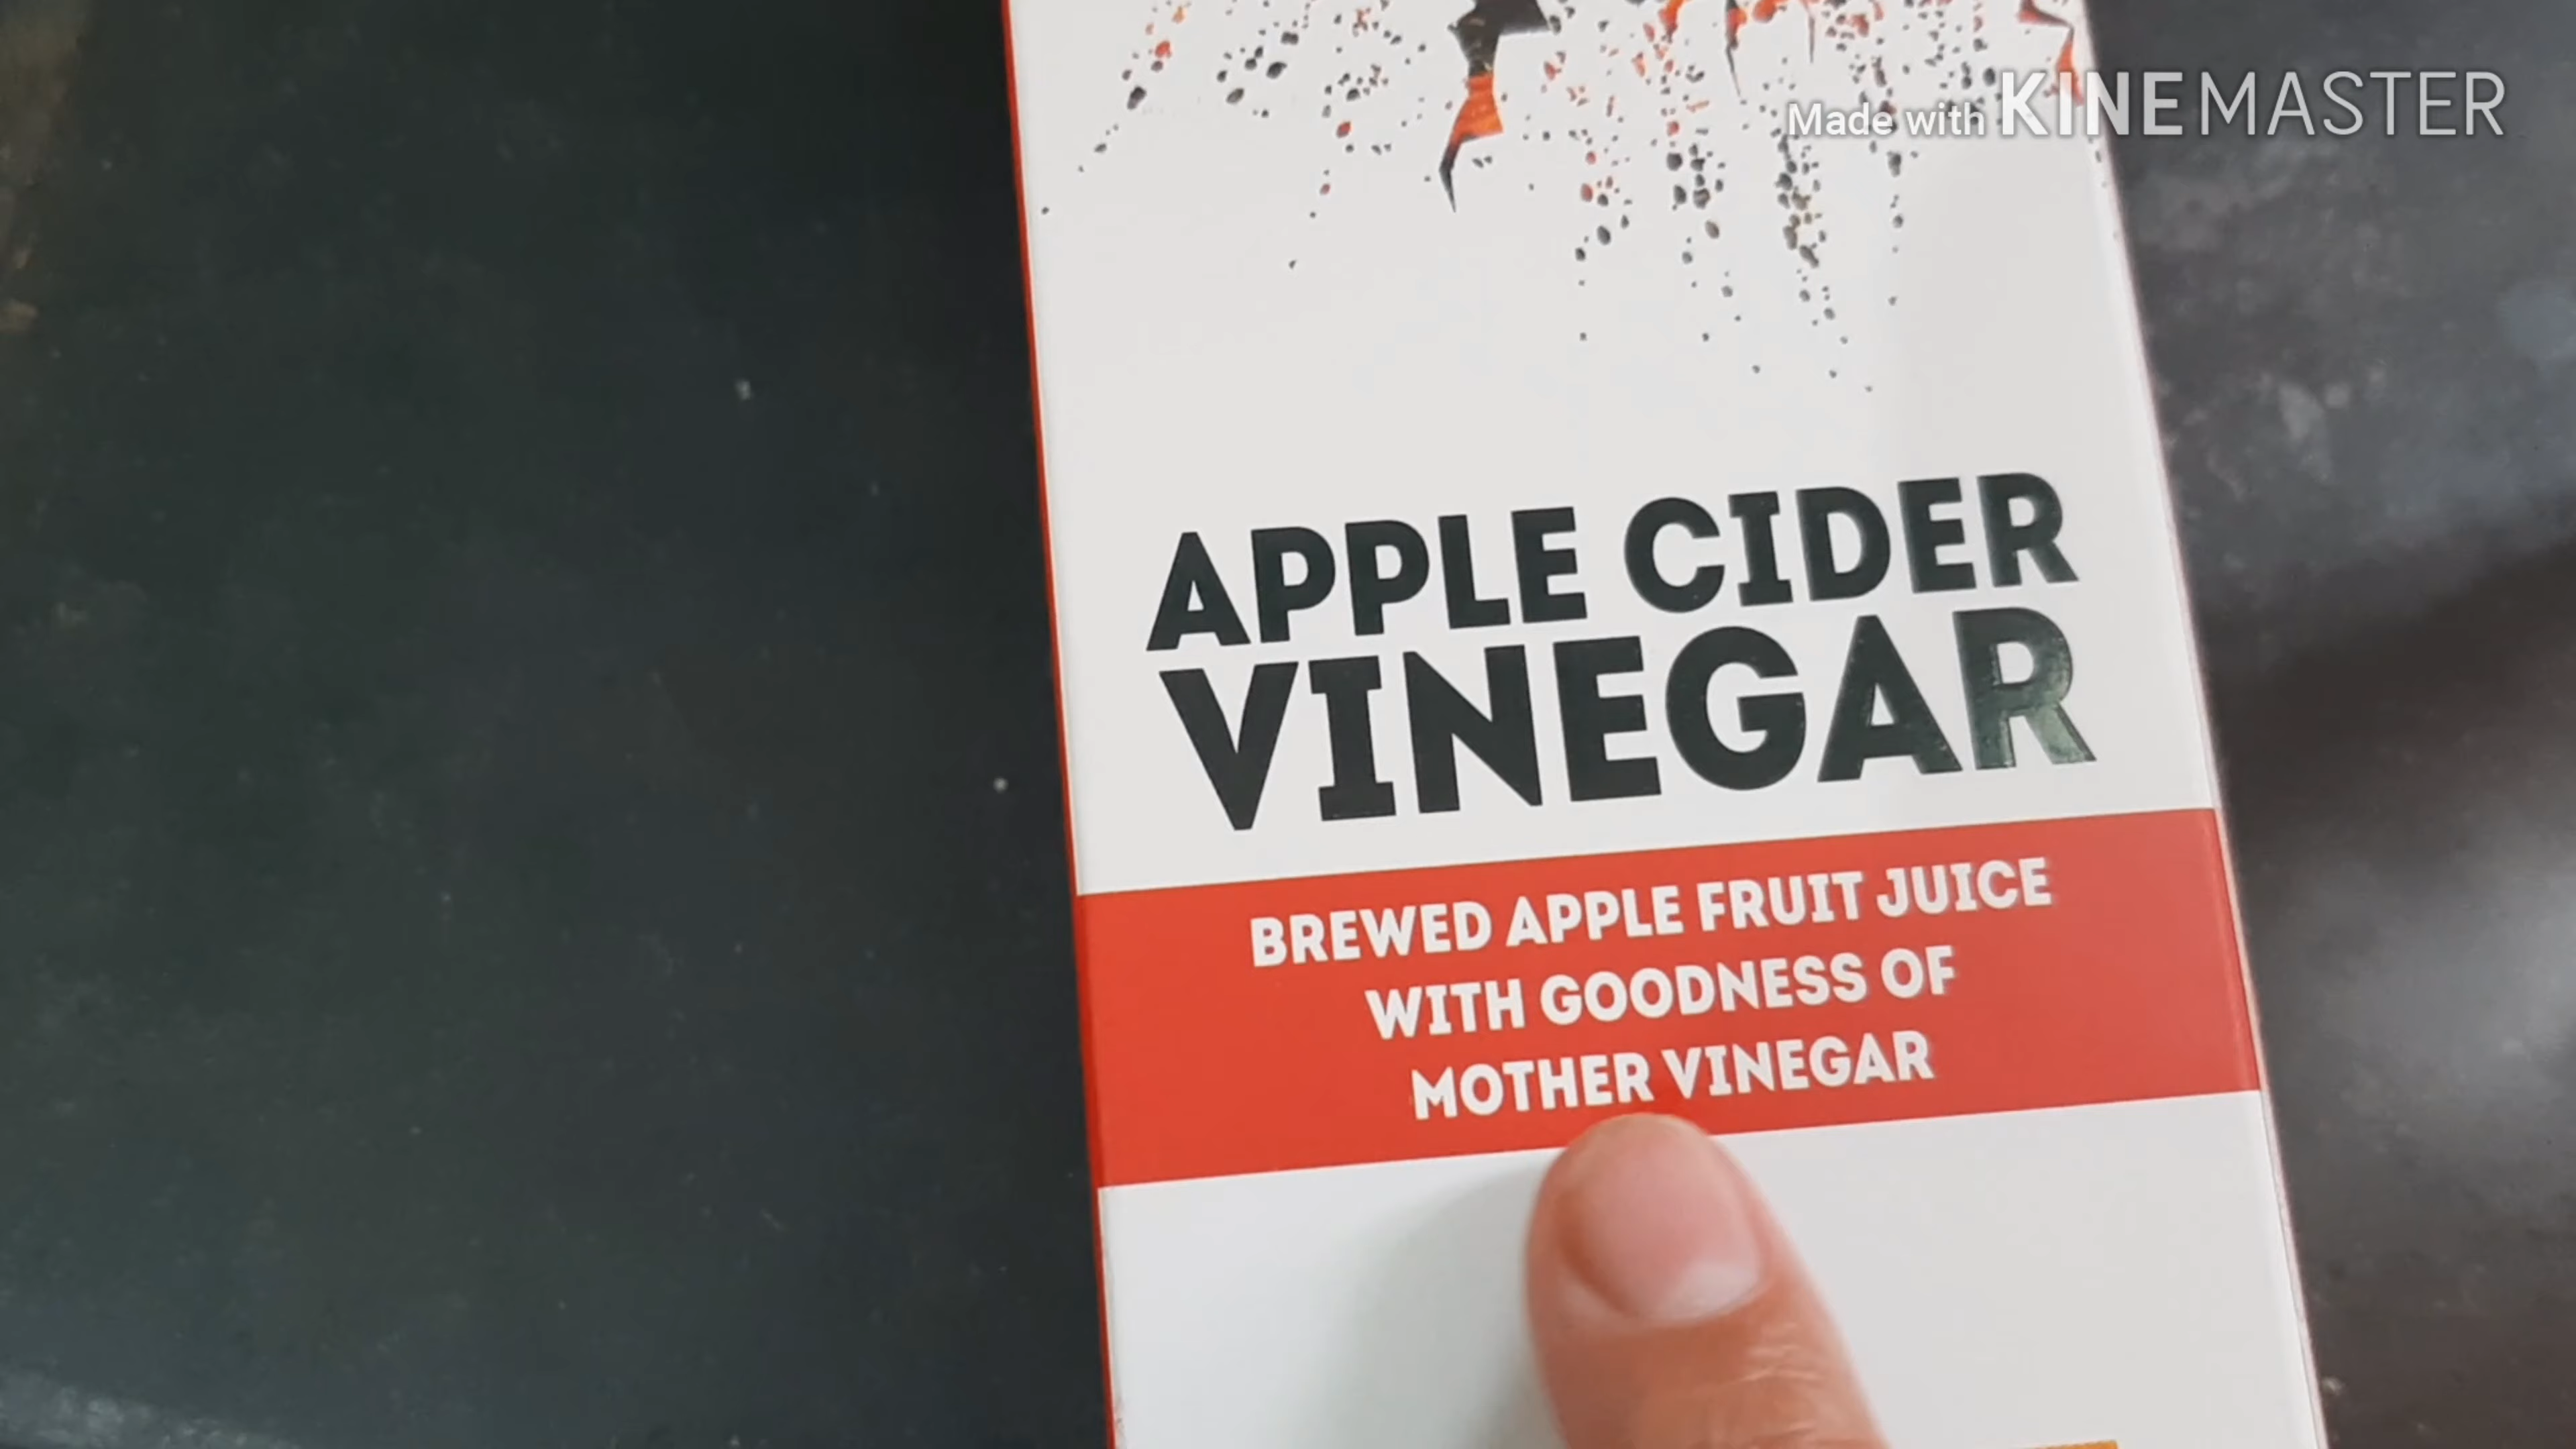 Made with KINEMASTER
APPLE CIDER
VINEGAR
BREWED APPLE FRUIT JUICE
WITH GOODNESS OF
MOTHER VINEGAR